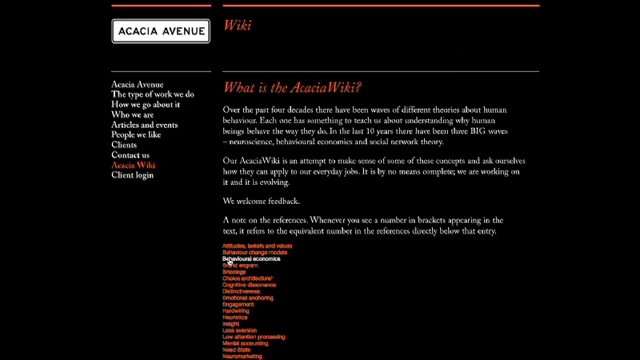 ACACIA AVENUE
Wiki
Acacia Avenue
The type of work we do
How we go about it
Who we are
Articles and events
People we like
Clients
Contact us
Acacia Wiki
Client login
What is the AcaciaWiki?
Over the past four decades there have been waves of different theories about human
behaviour. Each one has something to teach us about understanding why human
beings behave the way they do. In the last 10 years there have been three BIG waves
– neuroscience, behavioural economics and social network theory.
Our AcaciaWiki is an attempt to make sense of some of these concepts and ask ourselves
how they can apply to our everyday jobs. It is by no means complete; we are working on
it and it is evolving.
We welcome feedback.
A note on the references. Whenever you see a number in brackets appearing in the
text, it refers to the equivalent number in the references directly below that entry.
Attitudes, beliefs and values
Behaviour change models
Behavioural economics
Brand engram
Bricolage
Choice architecture'
Cognitive dissonance
Distinctiveness
Emotional anchoring
Engagement
Hardwiring
Heuristics
Insight
Loss aversion
Low attention processing
Mental accounting
Need State
Neuromarketing